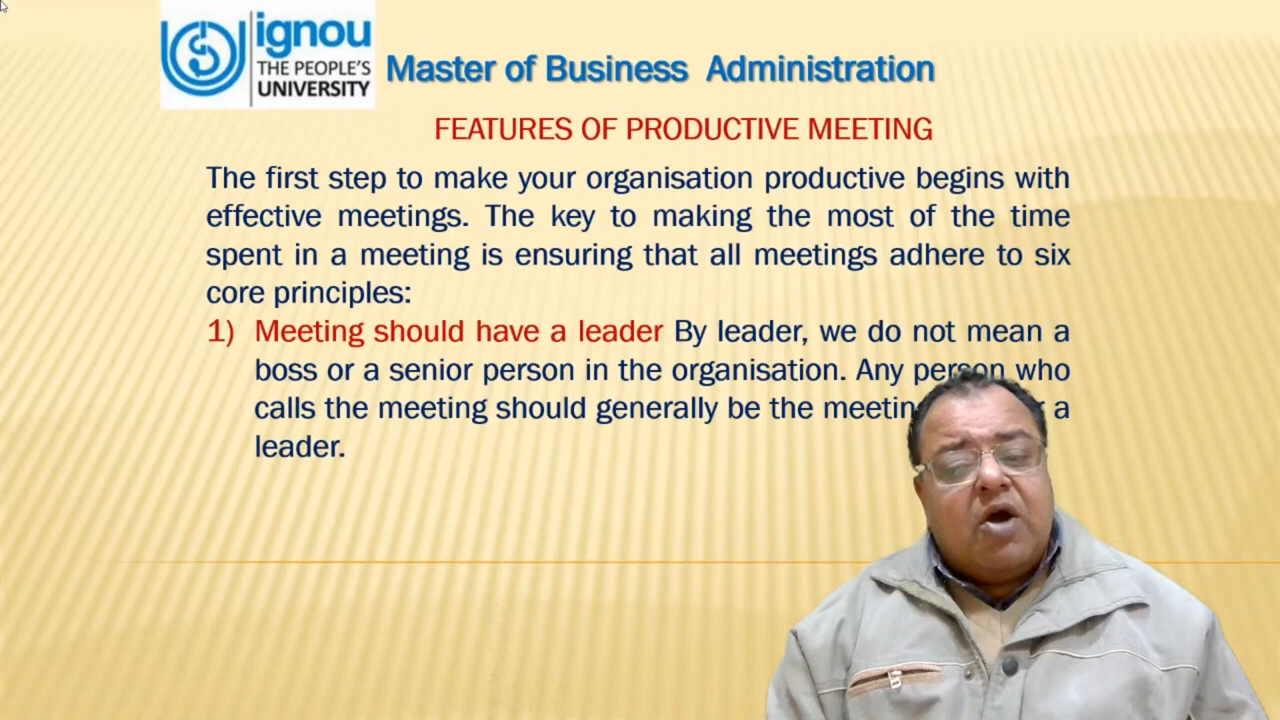 ignou
THE PEOPLE'S
UNIVERSITY
Master of Business Administration
FEATURES OF PRODUCTIVE MEETING
The first step to make your organisation productive begins with
effective meetings. The key to making the most of the time
spent in a meeting is ensuring that all meetings adhere to six
core principles:
1) Meeting should have a leader By leader, we do not mean a
boss or a senior person in the organisation. Any person who
calls the meeting should generally be the a
leader.